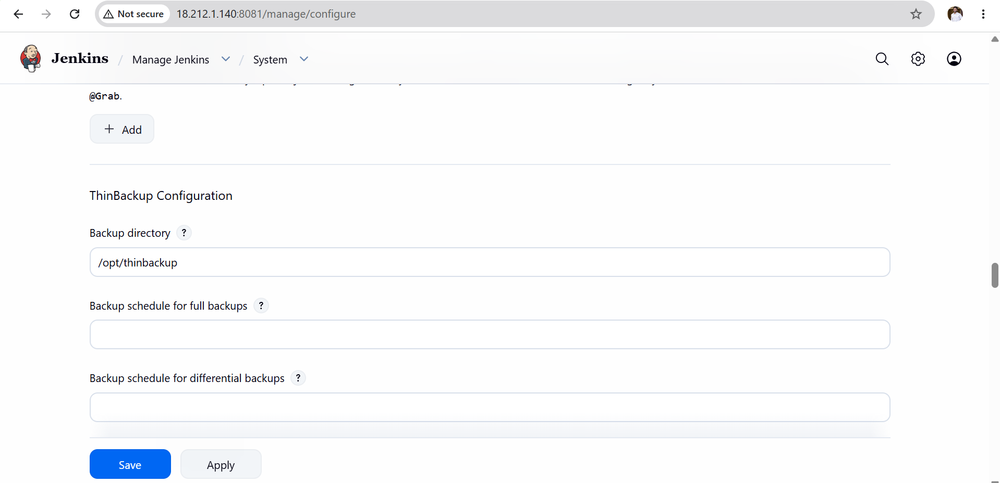 Not secure 18.212.1.140:8081/manage/configure
Jenkins / Manage Jenkins / System
@Grab.
+ Add
ThinBackup Configuration
Backup directory ?
/opt/thinbackup
Backup schedule for full backups ?
Backup schedule for differential backups ?
Save Apply